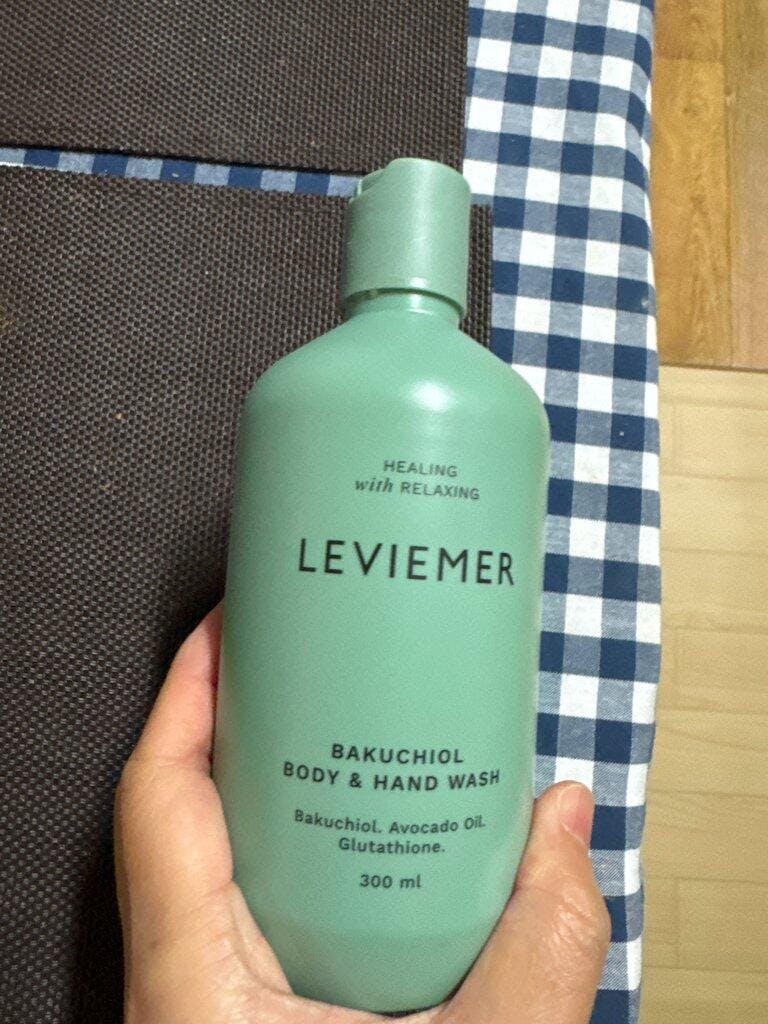 HEALING
with RELAXING
LEVIEMER
BAKUCHIOL
BODY & HAND WASH
Bakuchiol. Avocado Oil.
Glutathione.
300 ml